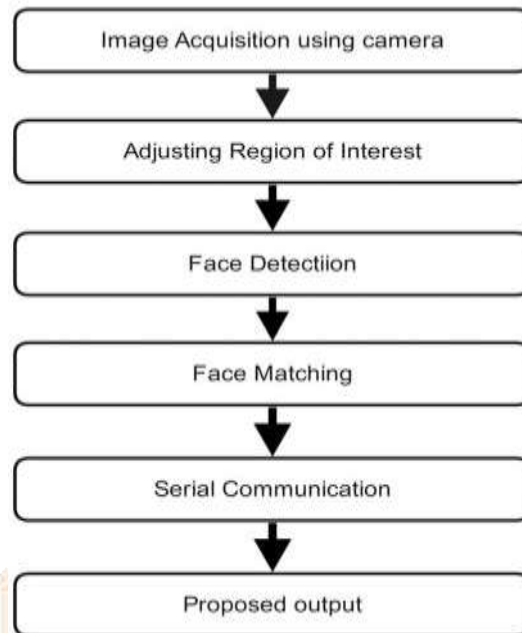 Image Acquisition using camera
Adjusting Region of Interest
Face Detectiion
Face Matching
Serial Communication
Proposed output